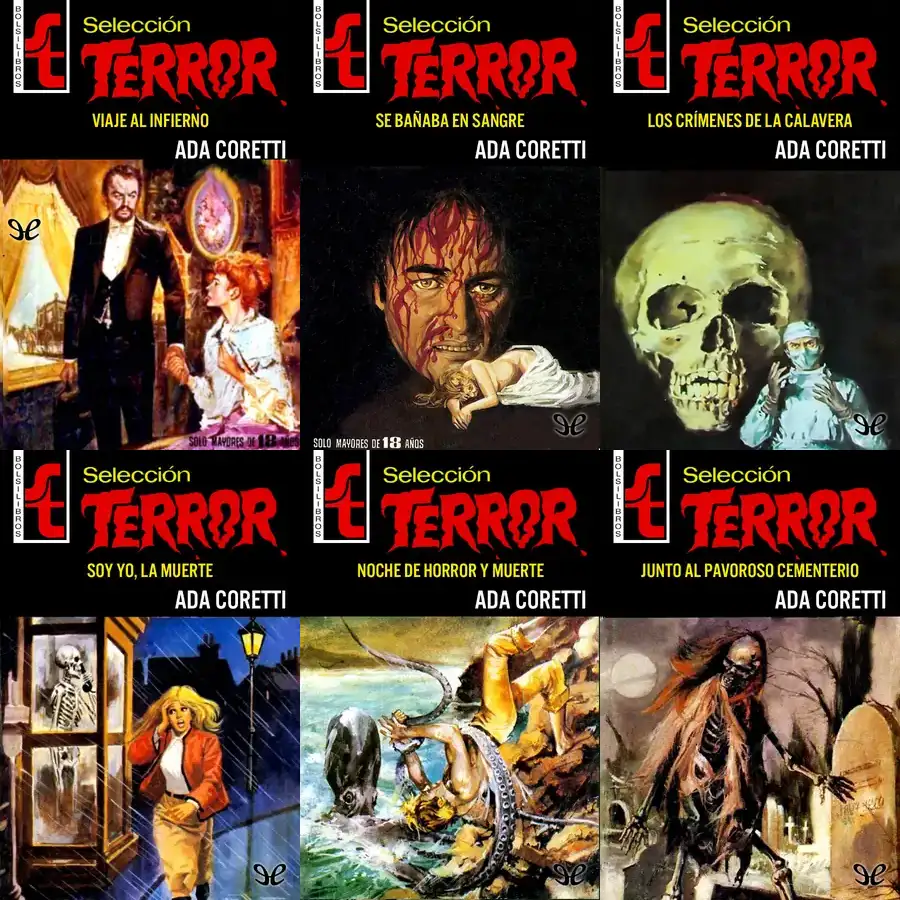 BOLSILIBROS
Selección
TERROR
VIAJE AL INFIERNO
ADA CORETTI
SOLO MAYORES DE 18 AÑOS
BOLSILIBROS
Selección
TERROR
SE BAÑABA EN SANGRE
ADA CORETTI
SOLO MAYORES DE 18 AÑOS
BOLSILIBROS
Selección
TERROR
LOS CRÍMENES DE LA CALAVERA
ADA CORETTI
BOLSILIBROS
Selección
TERROR
SOY YO, LA MUERTE
ADA CORETTI
BOLSILIBROS
Selección
TERROR
NOCHE DE HORROR Y MUERTE
ADA CORETTI
BOLSILIBROS
Selección
TERROR
JUNTO AL PAVOROSO CEMENTERIO
ADA CORETTI